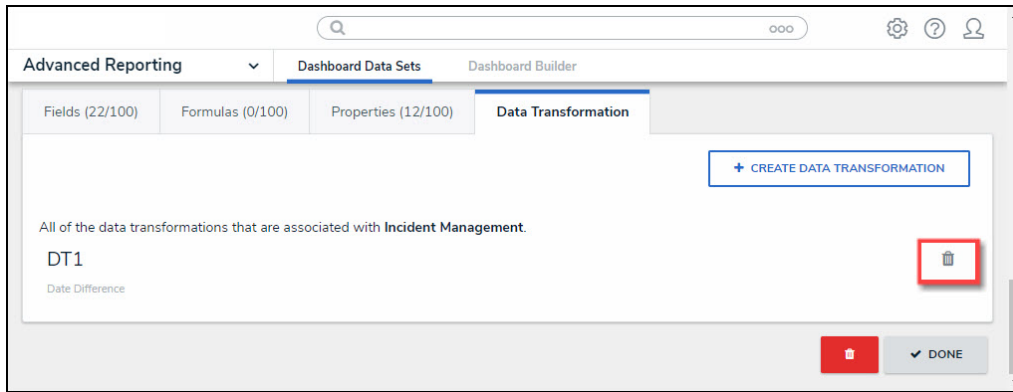 Advanced Reporting Dashboard Data Sets Dashboard Builder
Fields (22/100) Formulas (0/100) Properties (12/100) Data Transformation
+ CREATE DATA TRANSFORMATION
All of the data transformations that are associated with Incident Management.
DT1
Date Difference
DONE